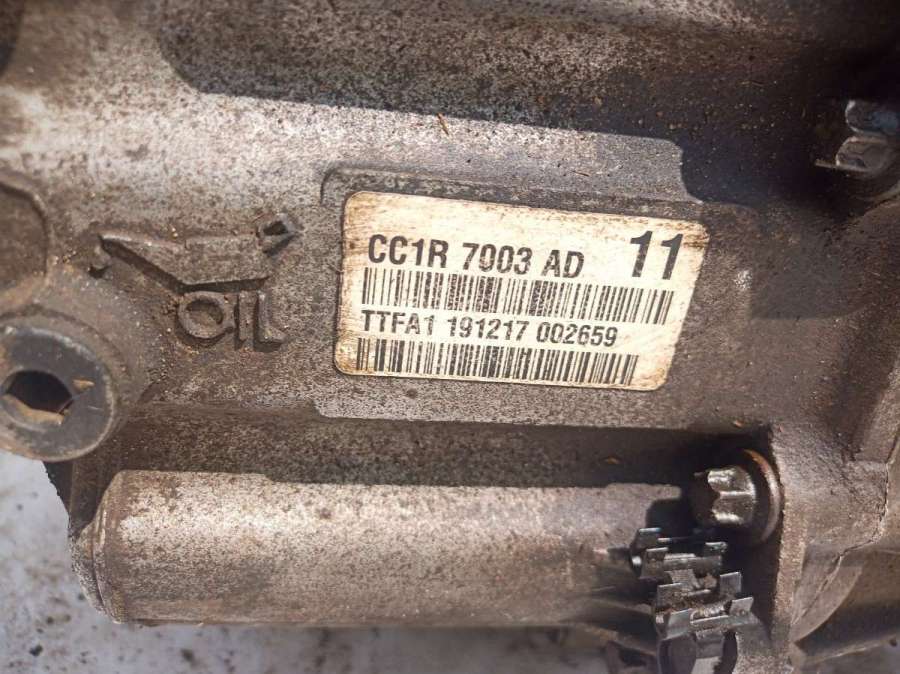 CC1R 7003 AD 11
TTFA1 191217 002659
OIL